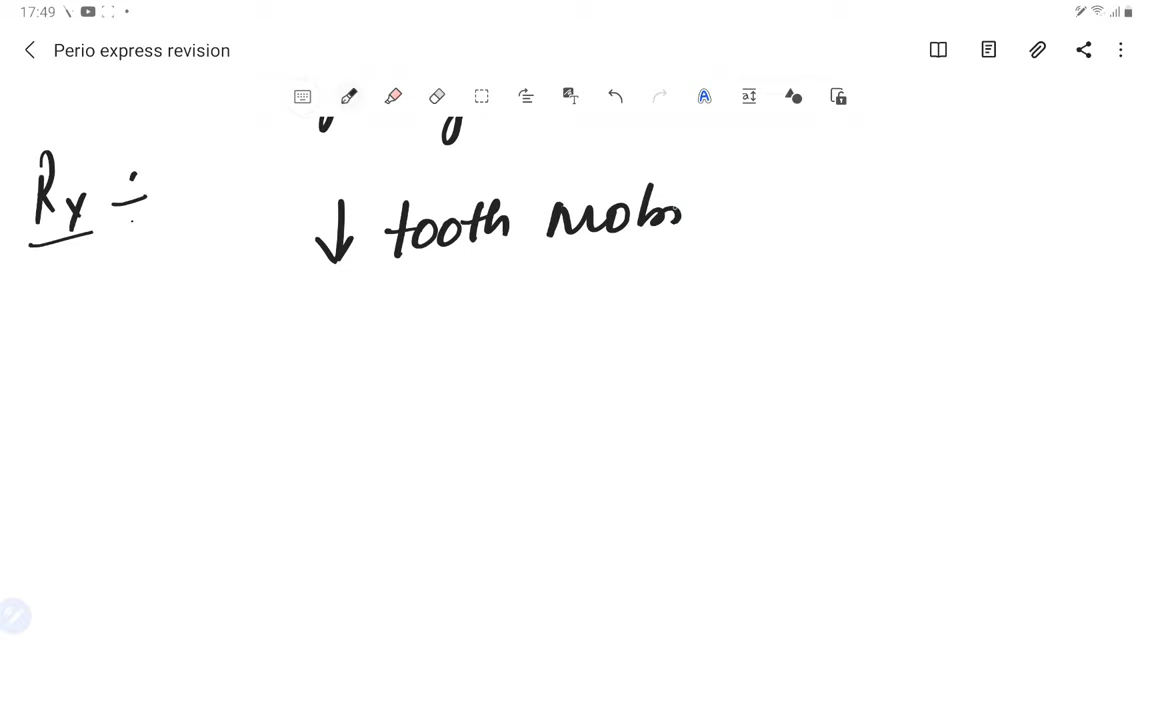 17:49
Perio express revision
Rx ÷
↓ tooth mob